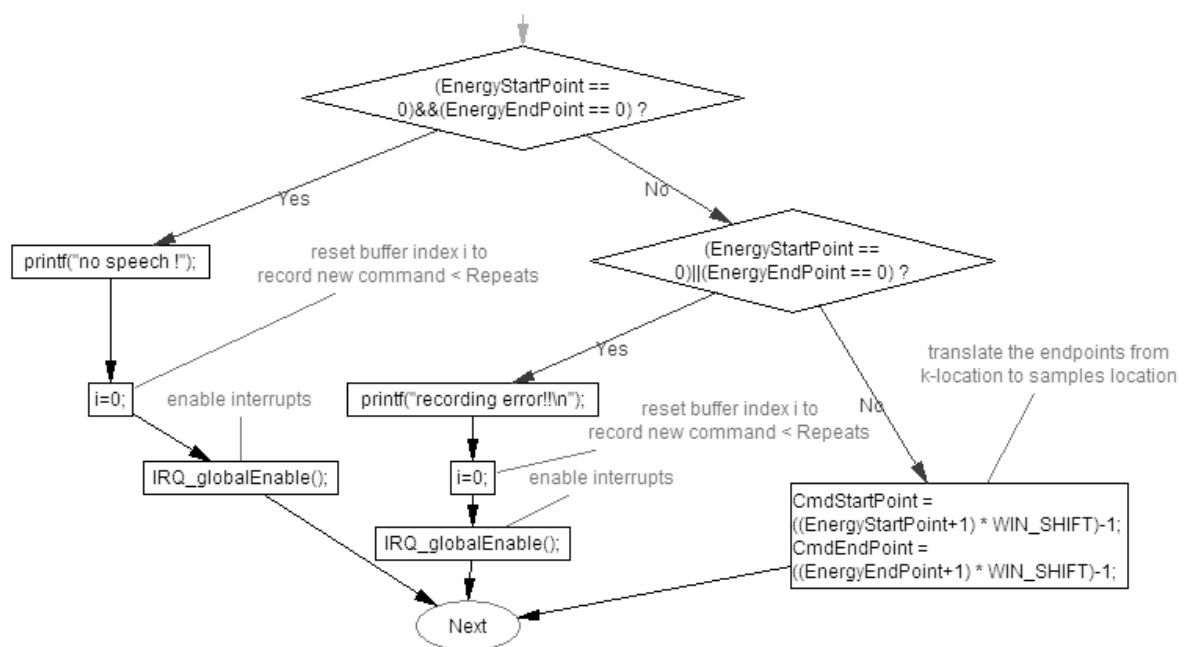 (EnergyStartPoint ==
0)&&(EnergyEndPoint == 0) ?
Yes
No
printf("no speech !");
reset buffer index i to
record new command < Repeats
(EnergyStartPoint ==
0)||(EnergyEndPoint == 0) ?
Yes
translate the endpoints from
k-location to samples location
i=0;
enable interrupts
printf("recording error!!\n");
No
reset buffer index i to
record new command < Repeats
IRQ_globalEnable();
i=0;
enable interrupts
CmdStartPoint =
((EnergyStartPoint+1) * WIN_SHIFT)-1;
CmdEndPoint =
((EnergyEndPoint+1) * WIN_SHIFT)-1;
IRQ_globalEnable();
Next